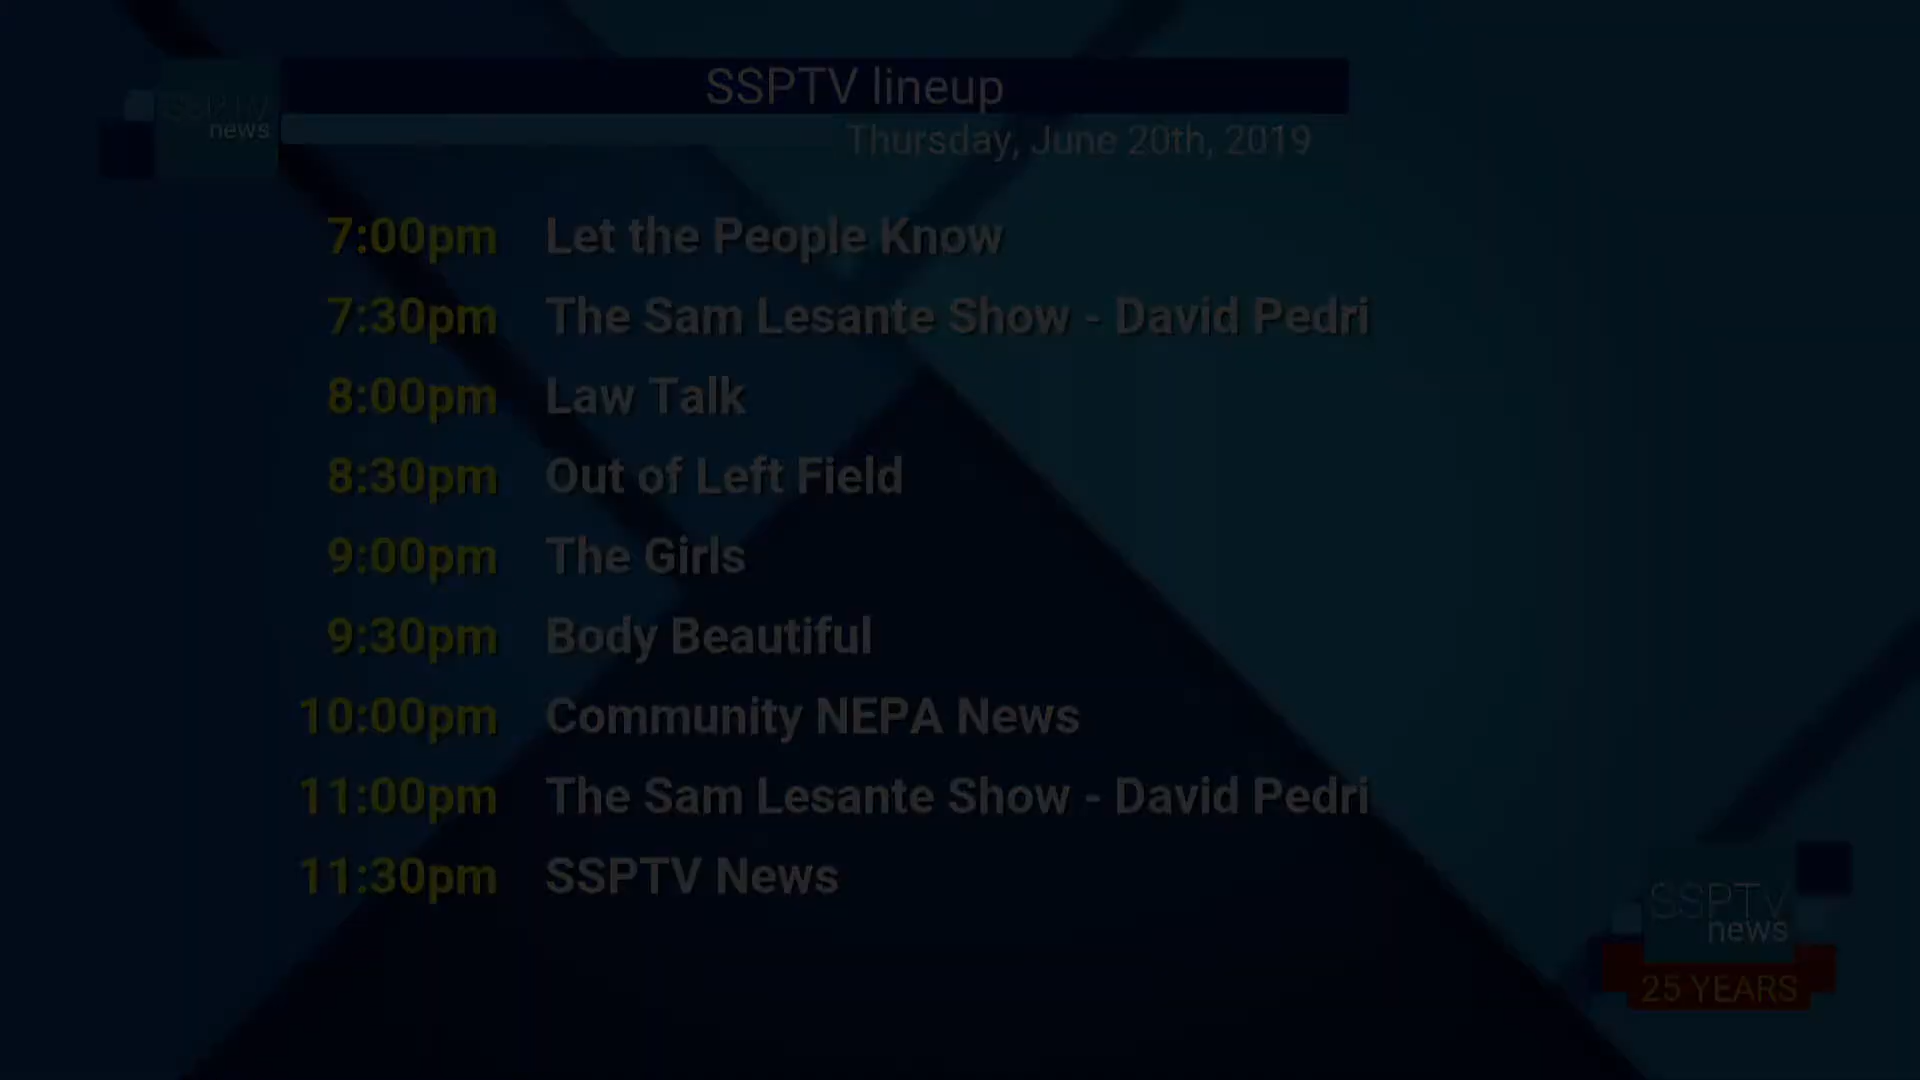 SSPTV lineup
SSPTV
news
Thursday, June 20th, 2019
7:00pm Let the People Know
7:30pm The Sam Lesante Show - David Pedri
8:00pm Law Talk
8:30pm Out of Left Field
9:00pm The Girls
9:30pm Body Beautiful
10:00pm Community NEPA News
11:00pm The Sam Lesante Show - David Pedri
11:30pm SSPTV News
SSPTV
news
25 YEARS